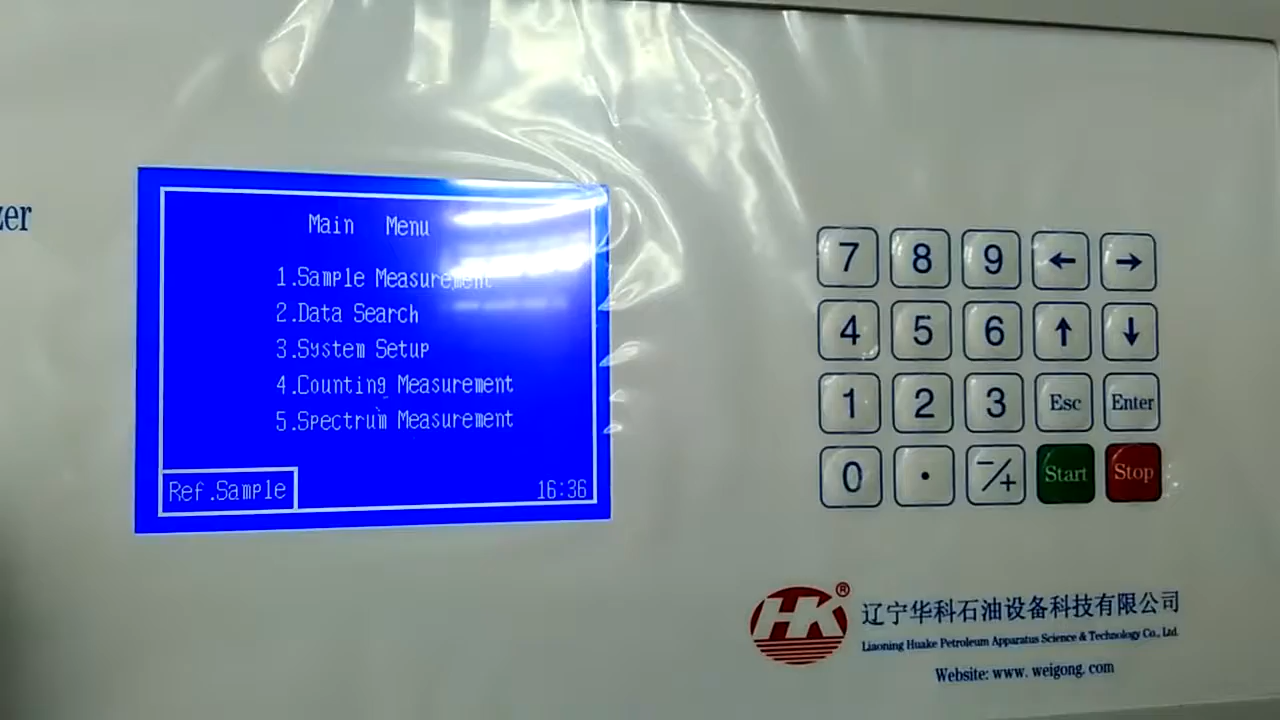 zer
Main Menu
1.Sample Measurement
2.Data Search
3.System Setup
4.Counting Measurement
5.Spectrum Measurement
Ref.Sample
16:36
7 8 9 ← →
4 5 6 ↑ ↓
1 2 3 Esc Enter
0 . −/+ Start Stop
HK®
辽宁华科石油设备科技有限公司
Liaoning Huake Petroleum Apparatus Science & Technology Co., Ltd.
Website: www. weigong. com